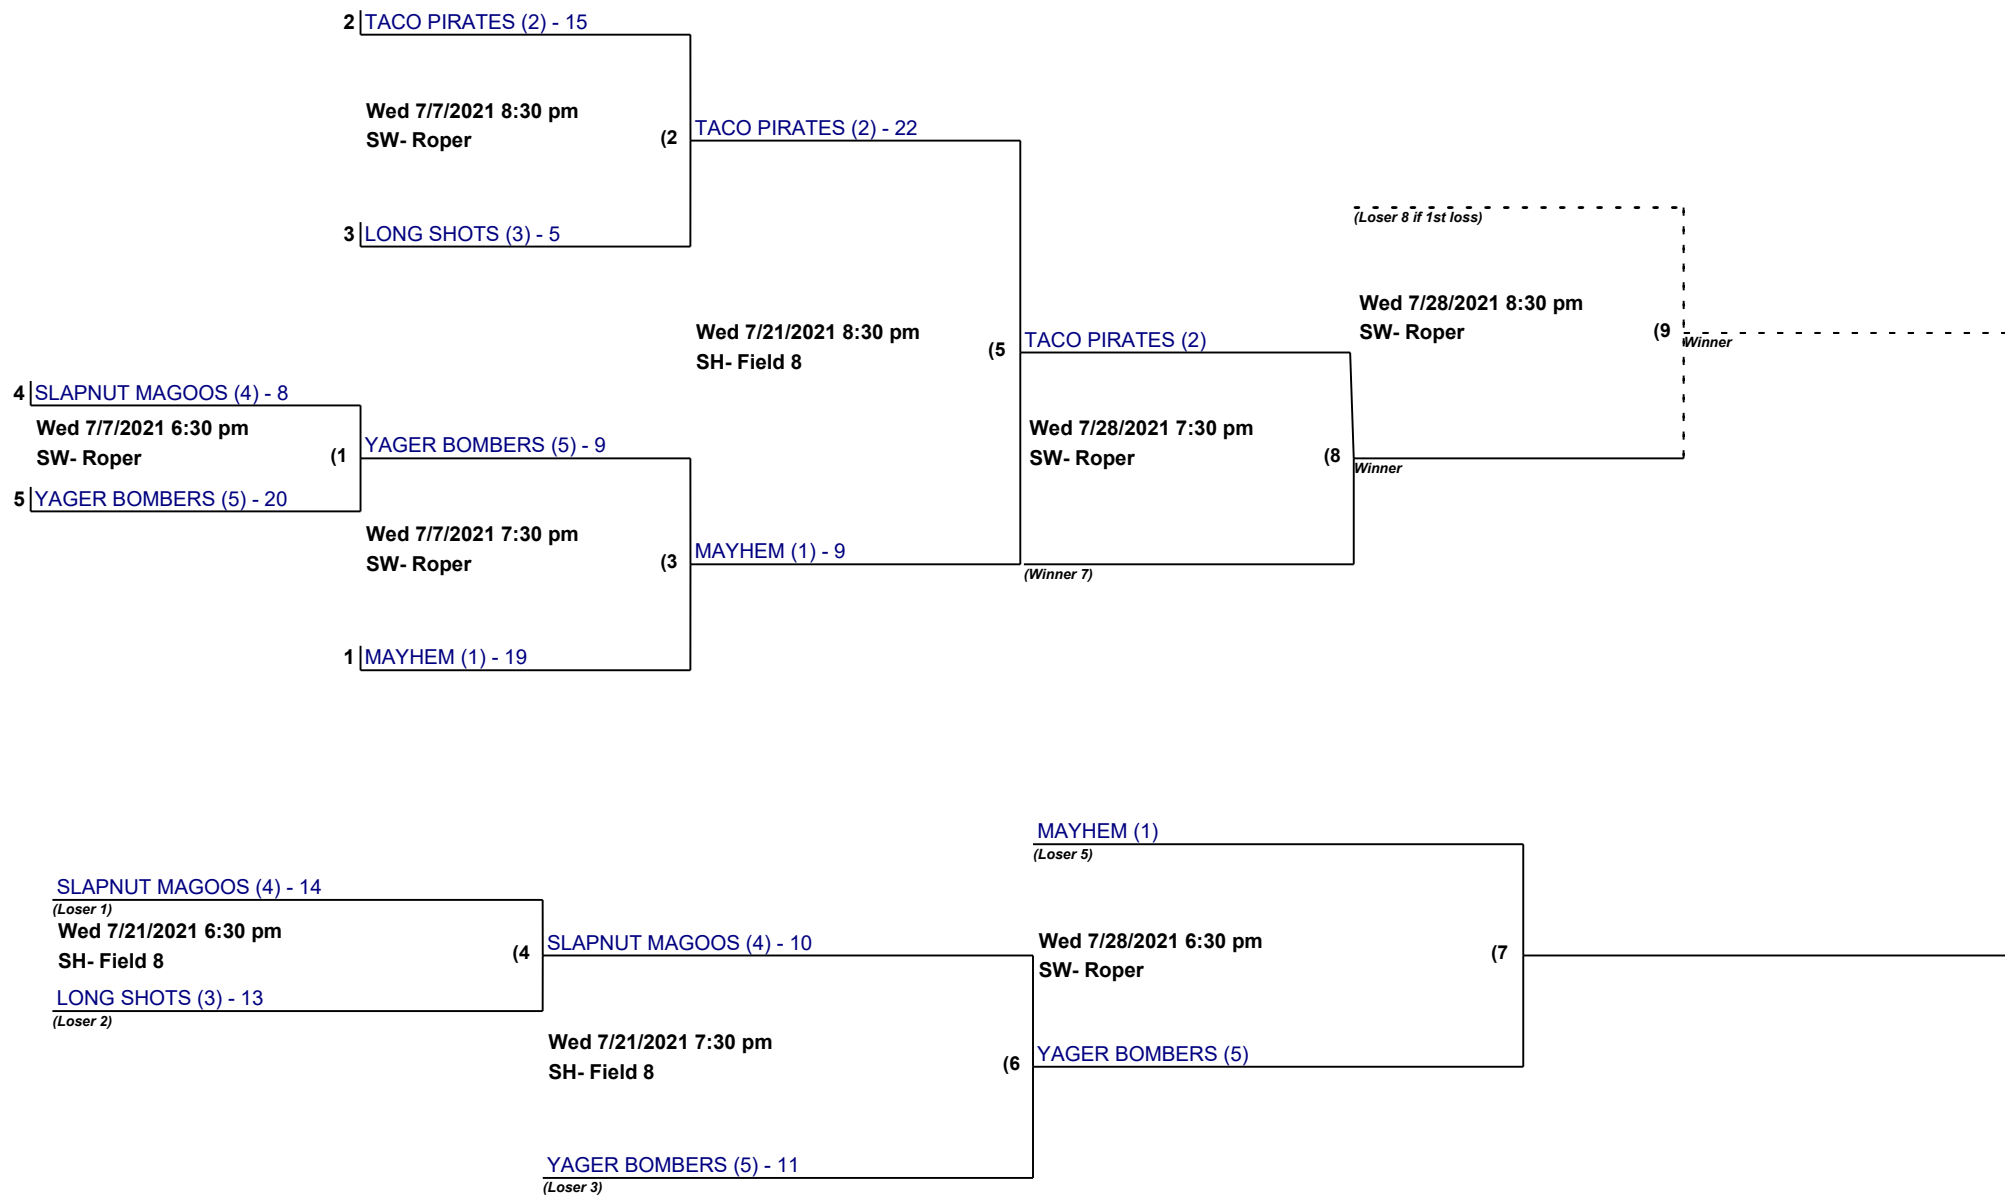 2 TACO PIRATES (2) - 15
Wed 7/7/2021 8:30 pm
SW- Roper
(2
TACO PIRATES (2) - 22
3 LONG SHOTS (3) - 5
(Loser 8 if 1st loss)
Wed 7/28/2021 8:30 pm
SW- Roper
(9
Winner
Wed 7/21/2021 8:30 pm
SH- Field 8
(5
TACO PIRATES (2)
4 SLAPNUT MAGOOS (4) - 8
Wed 7/7/2021 6:30 pm
SW- Roper
(1
YAGER BOMBERS (5) - 9
5 YAGER BOMBERS (5) - 20
Wed 7/28/2021 7:30 pm
SW- Roper
(8
Winner
Wed 7/7/2021 7:30 pm
SW- Roper
(3
MAYHEM (1) - 9
(Winner 7)
1 MAYHEM (1) - 19
MAYHEM (1)
(Loser 5)
SLAPNUT MAGOOS (4) - 14
(Loser 1)
Wed 7/21/2021 6:30 pm
SH- Field 8
(4
SLAPNUT MAGOOS (4) - 10
Wed 7/28/2021 6:30 pm
SW- Roper
(7
LONG SHOTS (3) - 13
(Loser 2)
Wed 7/21/2021 7:30 pm
SH- Field 8
(6
YAGER BOMBERS (5)
YAGER BOMBERS (5) - 11
(Loser 3)